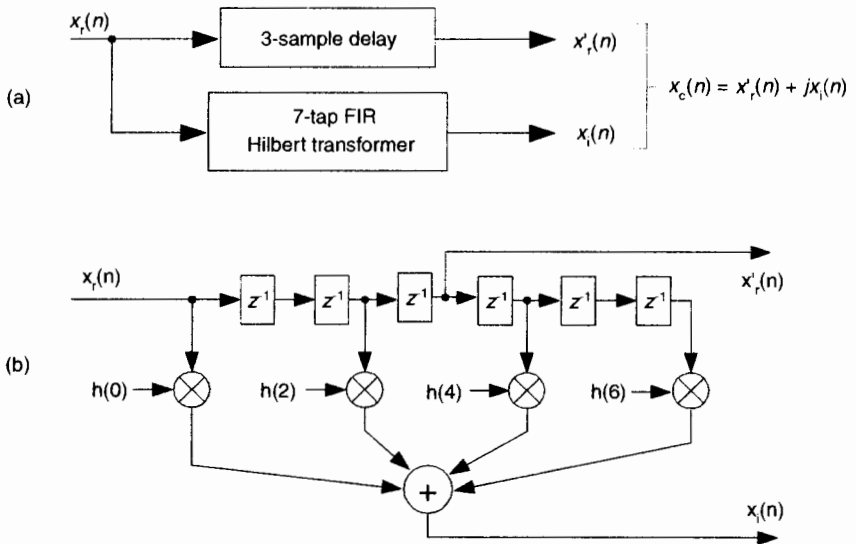 x_r(n)
3-sample delay
x'_r(n)
(a)
x_c(n) = x'_r(n) + jx_i(n)
7-tap FIR
Hilbert transformer
x_i(n)
x_r(n)
z⁻¹ z⁻¹ z⁻¹ z⁻¹ z⁻¹ z⁻¹
x'_r(n)
(b)
h(0) h(2) h(4) h(6)
+
x_i(n)